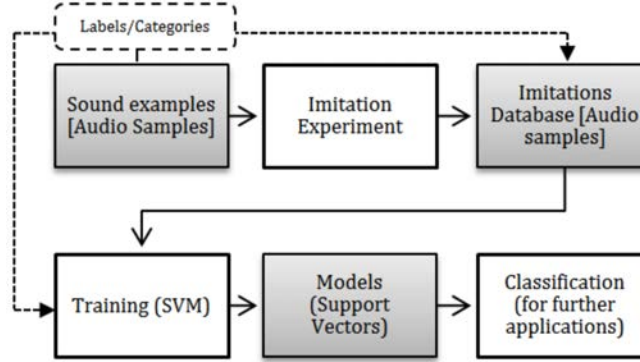 Labels/Categories
Sound examples
[Audio Samples]
Imitation
Experiment
Imitations
Database [Audio
samples]
Training (SVM)
Models
(Support
Vectors)
Classification
(for further
applications)